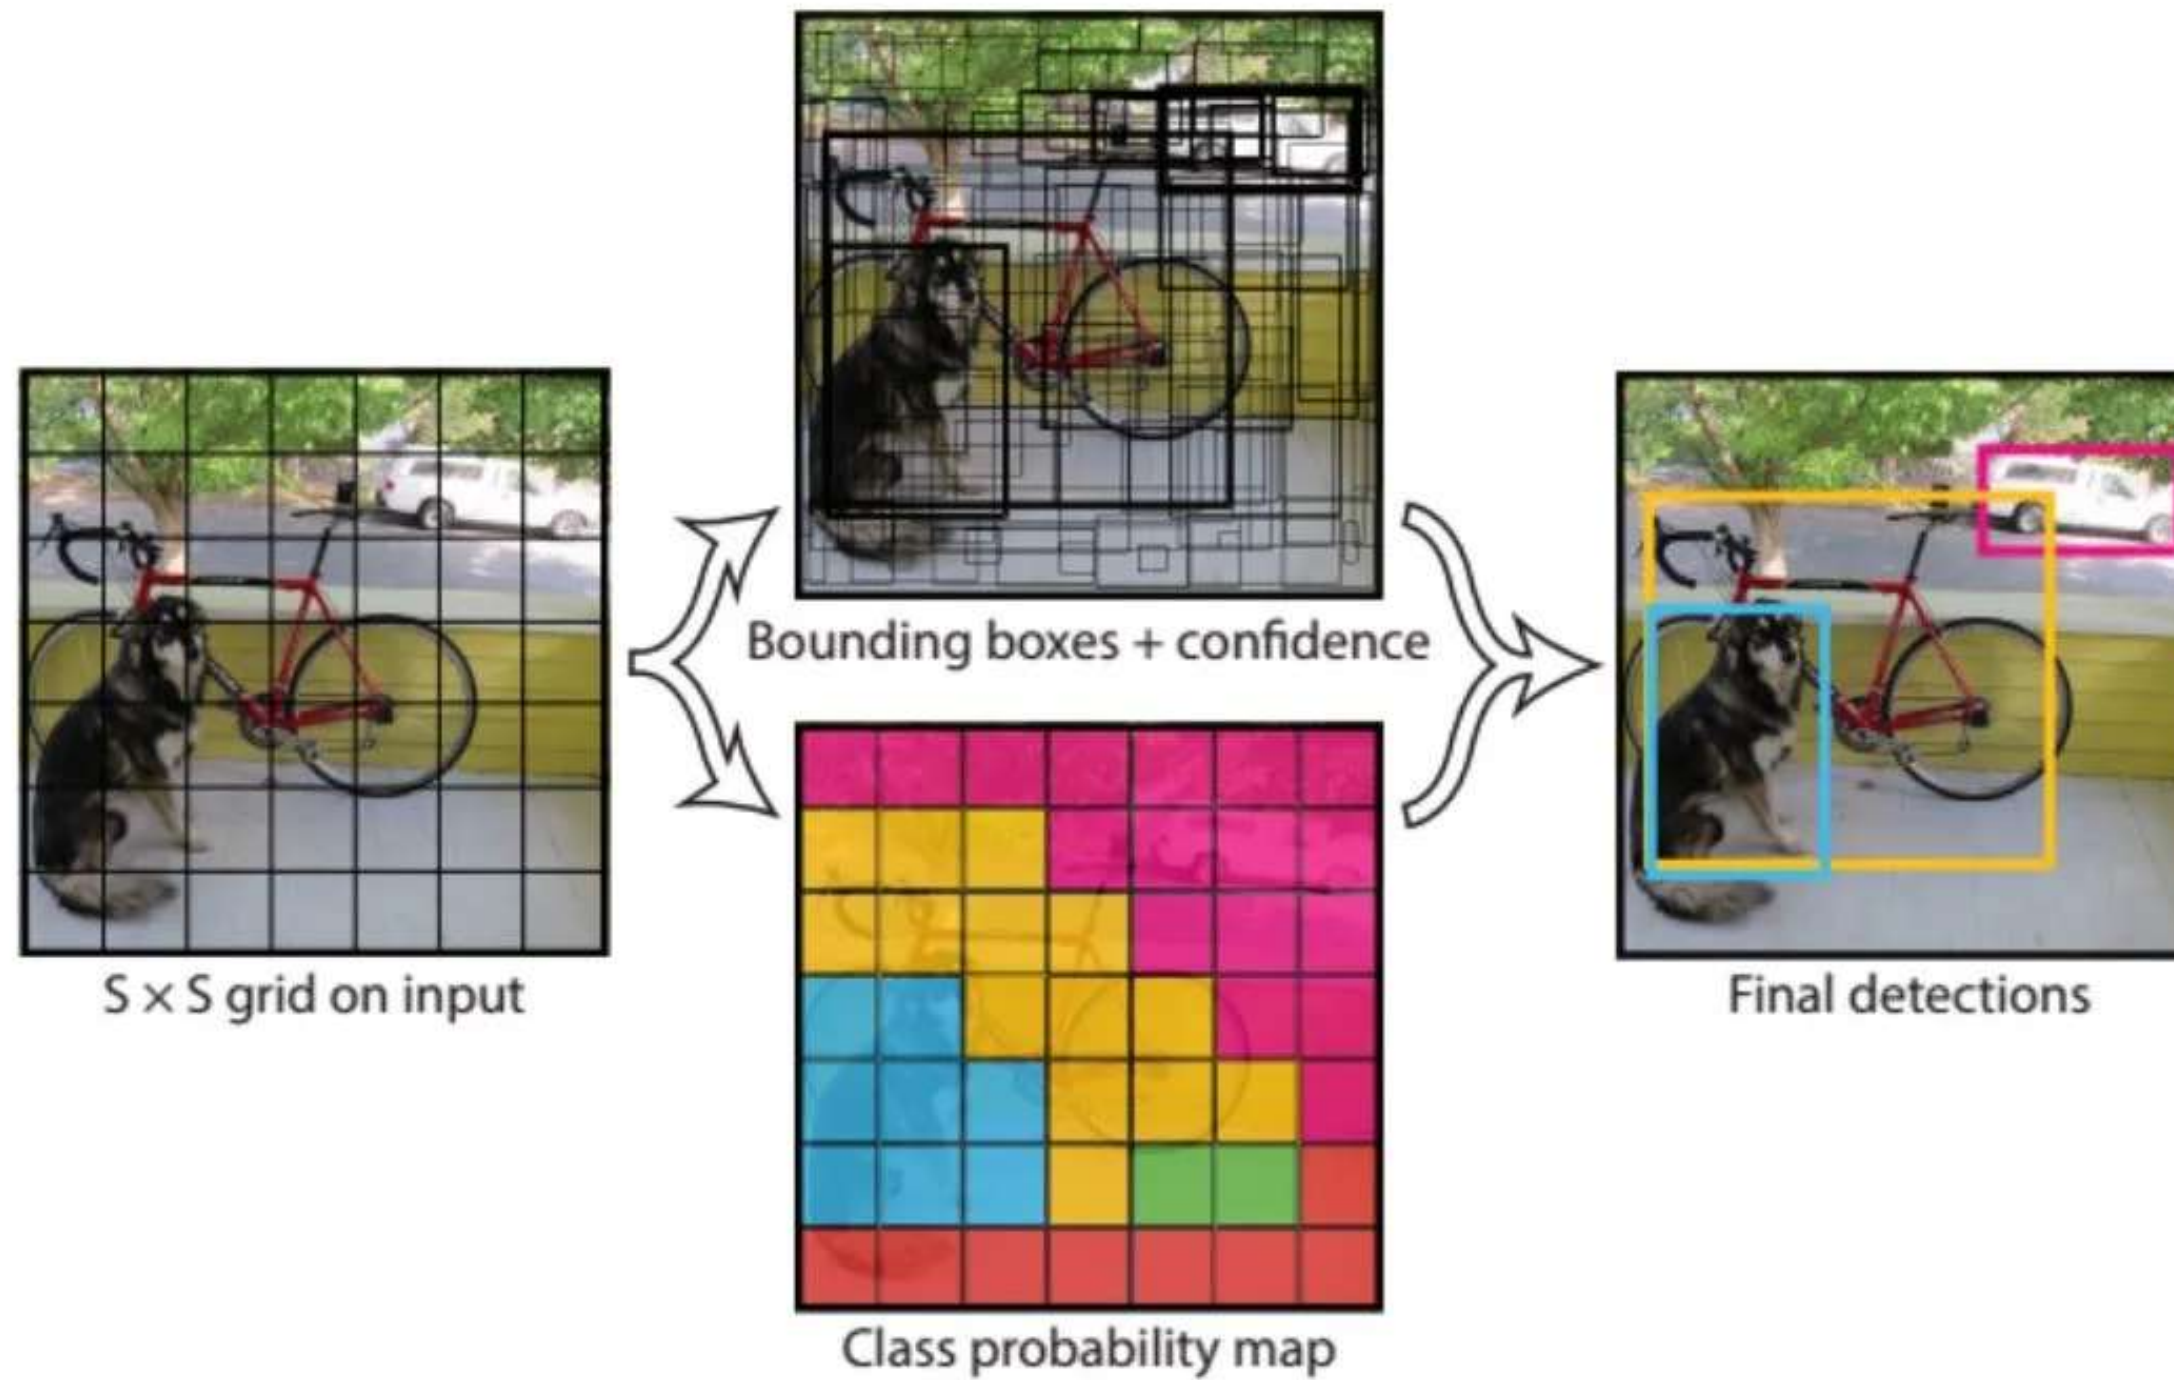 Bounding boxes + confidence
S × S grid on input
Final detections
Class probability map